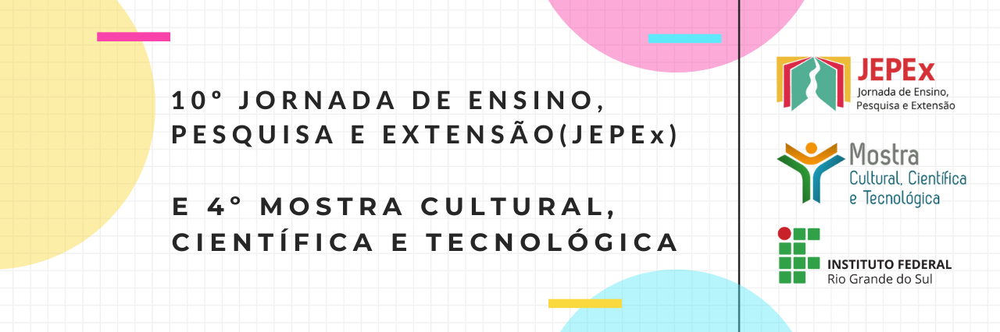 10º JORNADA DE ENSINO,
PESQUISA E EXTENSÃO(JEPEx)
E 4º MOSTRA CULTURAL,
CIENTÍFICA E TECNOLÓGICA
JEPEx
Jornada de Ensino,
Pesquisa e Extensão
Mostra
Cultural, Científica
e Tecnológica
INSTITUTO FEDERAL
Rio Grande do Sul